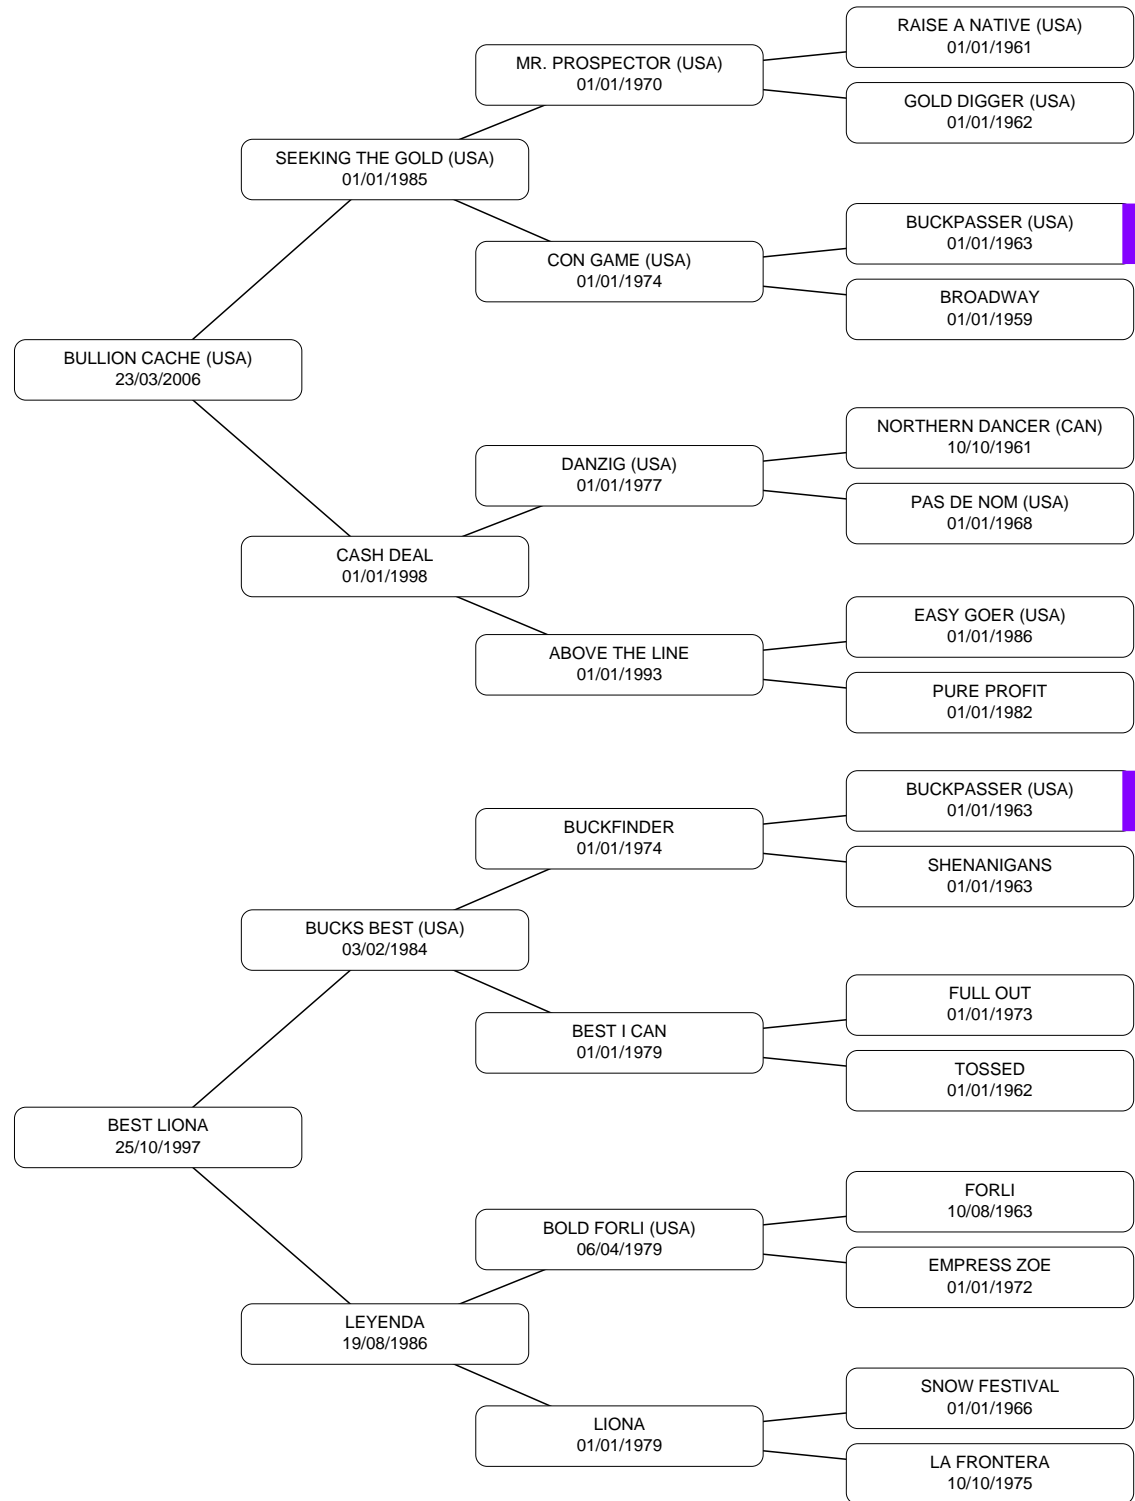 RAISE A NATIVE (USA)
01/01/1961
MR. PROSPECTOR (USA)
01/01/1970
GOLD DIGGER (USA)
01/01/1962
SEEKING THE GOLD (USA)
01/01/1985
BUCKPASSER (USA)
01/01/1963
CON GAME (USA)
01/01/1974
BROADWAY
01/01/1959
BULLION CACHE (USA)
23/03/2006
NORTHERN DANCER (CAN)
10/10/1961
DANZIG (USA)
01/01/1977
PAS DE NOM (USA)
01/01/1968
CASH DEAL
01/01/1998
EASY GOER (USA)
01/01/1986
ABOVE THE LINE
01/01/1993
PURE PROFIT
01/01/1982
BUCKPASSER (USA)
01/01/1963
BUCKFINDER
01/01/1974
SHENANIGANS
01/01/1963
BUCKS BEST (USA)
03/02/1984
FULL OUT
01/01/1973
BEST I CAN
01/01/1979
TOSSED
01/01/1962
BEST LIONA
25/10/1997
FORLI
10/08/1963
BOLD FORLI (USA)
06/04/1979
EMPRESS ZOE
01/01/1972
LEYENDA
19/08/1986
SNOW FESTIVAL
01/01/1966
LIONA
01/01/1979
LA FRONTERA
10/10/1975